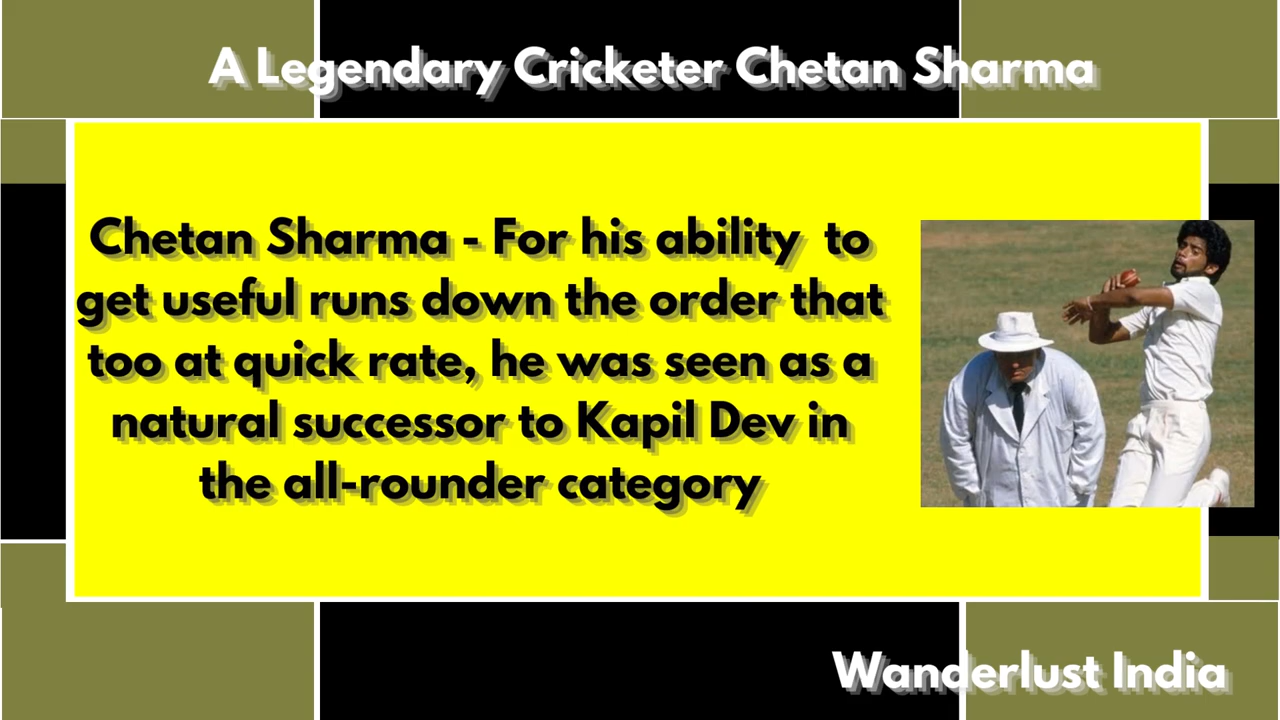 A Legendary Cricketer Chetan Sharma
Chetan Sharma - For his ability to
get useful runs down the order that
too at quick rate, he was seen as a
natural successor to Kapil Dev in
the all-rounder category
Wanderlust India